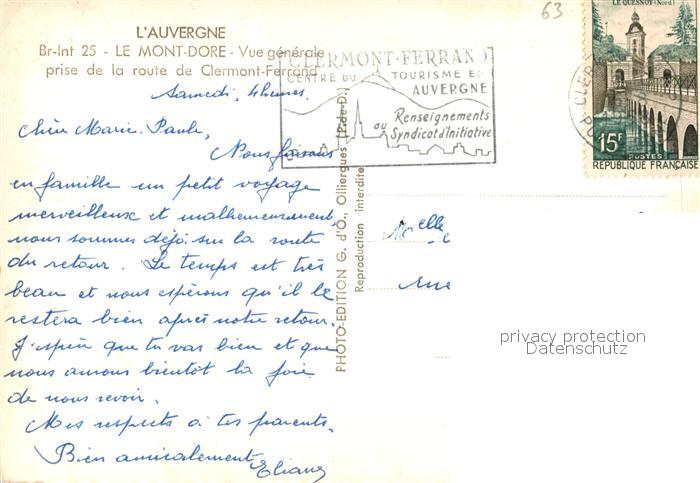 L'AUVERGNE
Br-Int 25 - LE MONT-DORE - Vue générale
prise de la route de Clermont-Ferrand
63
CLERMONT-FERRAND
CENTRE DU TOURISME EN
AUVERGNE
Renseignements
au Syndicat d'Initiative
LE QUESNOY (Nord)
15F
POSTES
REPUBLIQUE FRANÇAISE
Samedi, 4 heures.
Chère Marie-Paule,
Nous faisons
en famille un petit voyage
merveilleux et malheureusement,
nous sommes déjà sur la route
du retour. Le temps est très
beau et nous espérons qu'il le
restera bien après notre retour.
J'espère que tu vas bien et que
nous aurons bientôt la joie
de nous revoir.
Mes respects à tes parents.
Bien amicalement
Eliane
PHOTO-EDITION G. d'O., Olliergues (P.-de-D.)
Reproduction interdite
Melle
rue
privacy protection
Datenschutz